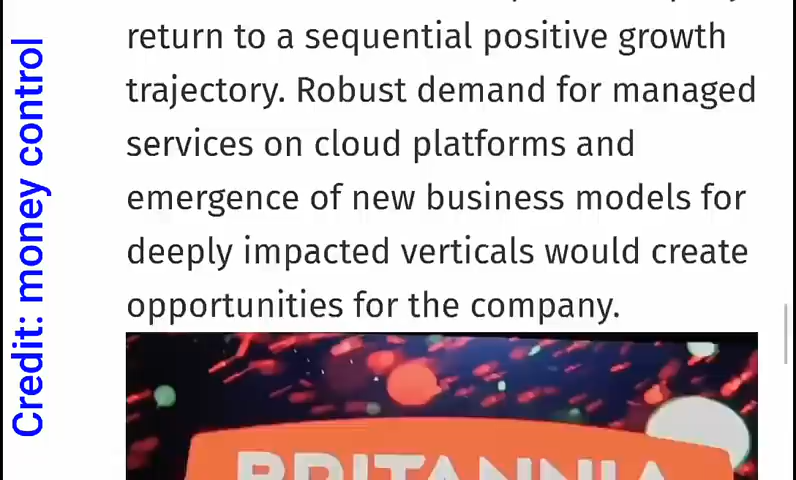 Credit: money control
return to a sequential positive growth
trajectory. Robust demand for managed
services on cloud platforms and
emergence of new business models for
deeply impacted verticals would create
opportunities for the company.
BRITANNIA